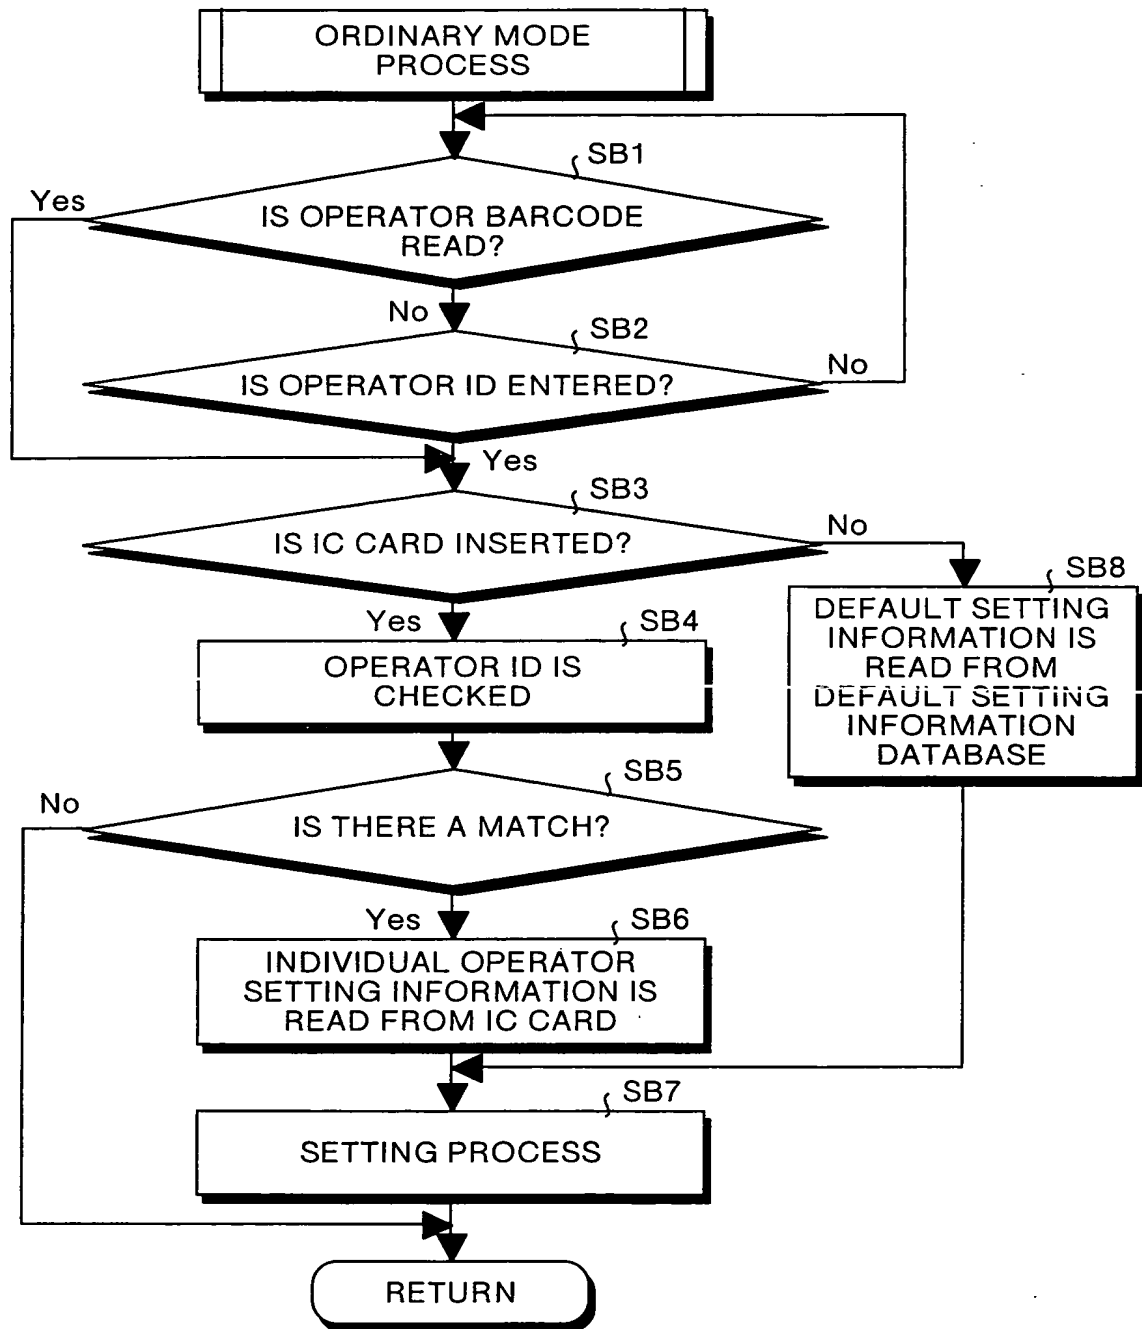 ORDINARY MODE
PROCESS
SB1
Yes
IS OPERATOR BARCODE
READ?
No
SB2
IS OPERATOR ID ENTERED?
No
Yes
SB3
IS IC CARD INSERTED?
No
Yes
SB4
OPERATOR ID IS
CHECKED
SB8
DEFAULT SETTING
INFORMATION IS
READ FROM
DEFAULT SETTING
INFORMATION
DATABASE
SB5
No
IS THERE A MATCH?
Yes
SB6
INDIVIDUAL OPERATOR
SETTING INFORMATION IS
READ FROM IC CARD
SB7
SETTING PROCESS
RETURN